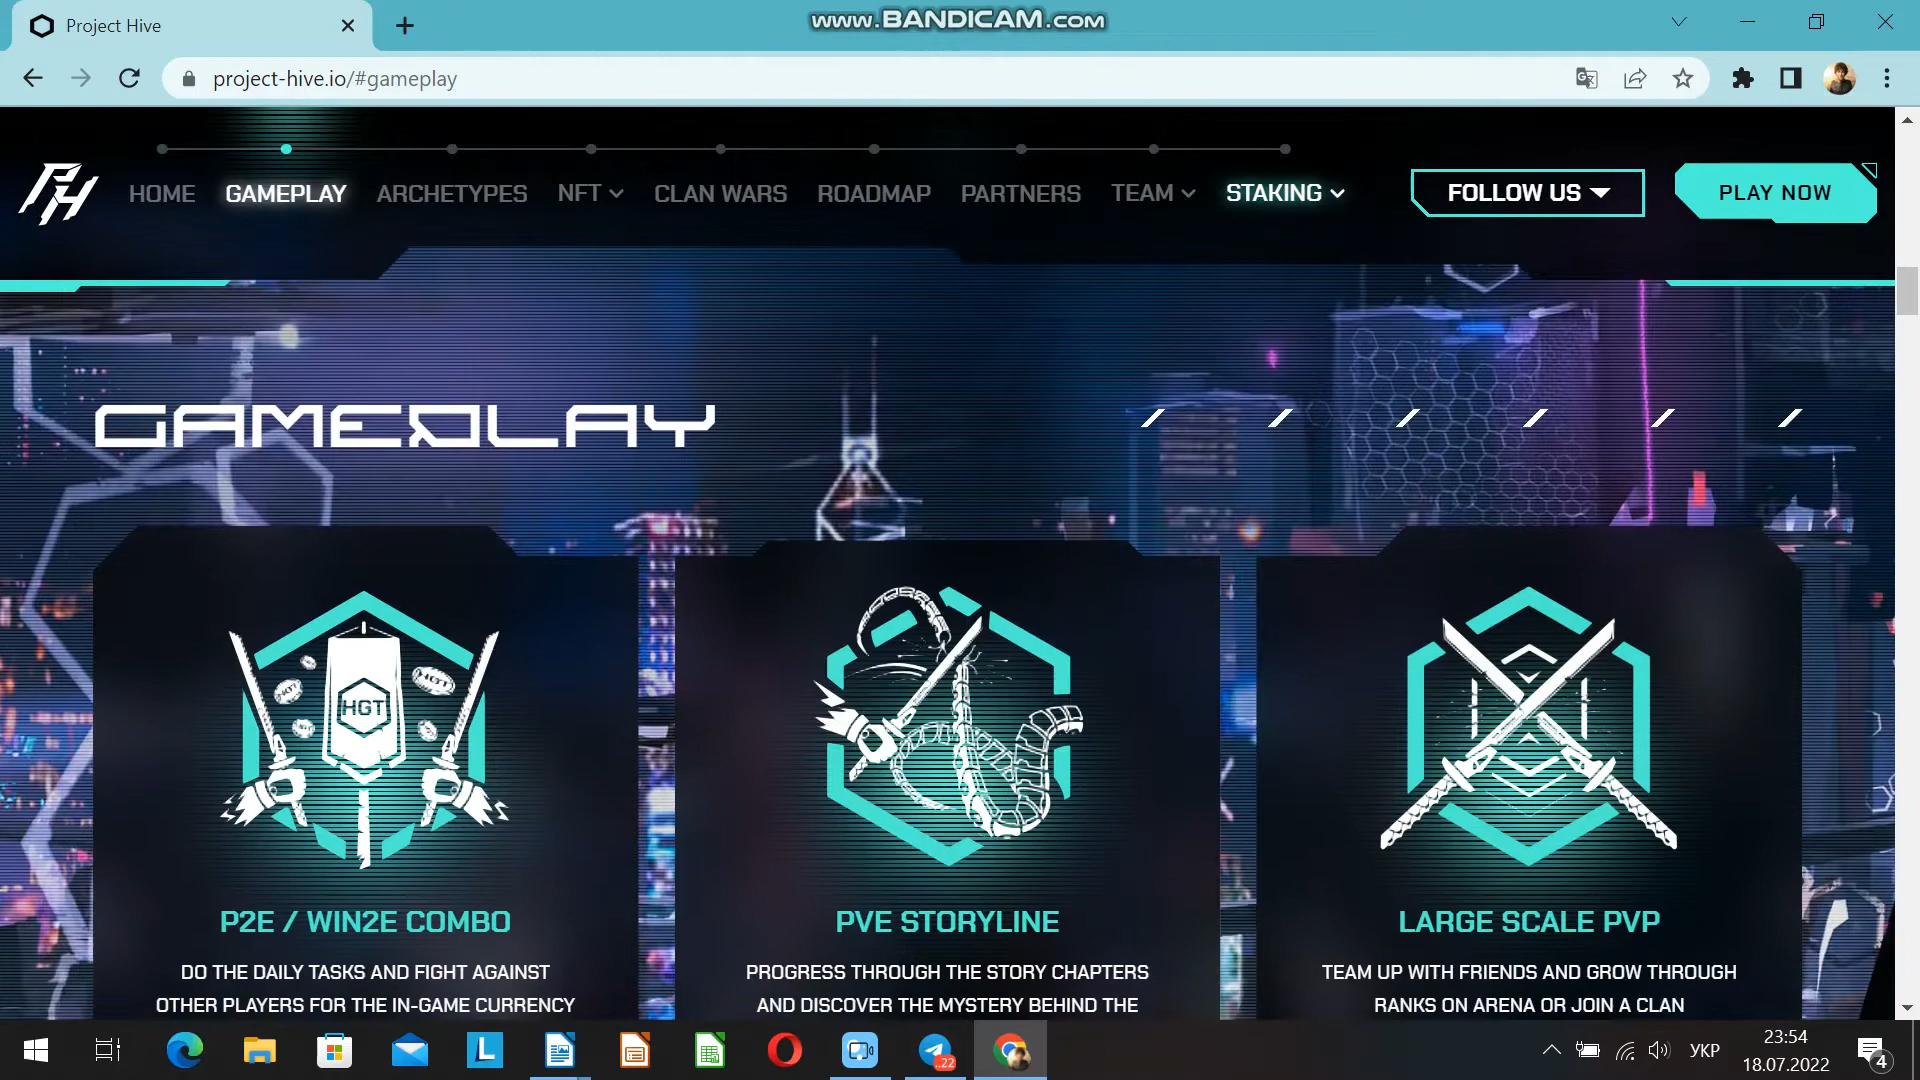 Project Hive
www.BANDICAM.com
project-hive.io/#gameplay
HOME GAMEPLAY ARCHETYPES NFT CLAN WARS ROADMAP PARTNERS TEAM STAKING FOLLOW US PLAY NOW
GAMEPLAY
HGT HGT HGT
P2E / WIN2E COMBO
DO THE DAILY TASKS AND FIGHT AGAINST
OTHER PLAYERS FOR THE IN-GAME CURRENCY
PVE STORYLINE
PROGRESS THROUGH THE STORY CHAPTERS
AND DISCOVER THE MYSTERY BEHIND THE
LARGE SCALE PVP
TEAM UP WITH FRIENDS AND GROW THROUGH
RANKS ON ARENA OR JOIN A CLAN
..22
УКР
23:54
18.07.2022
4